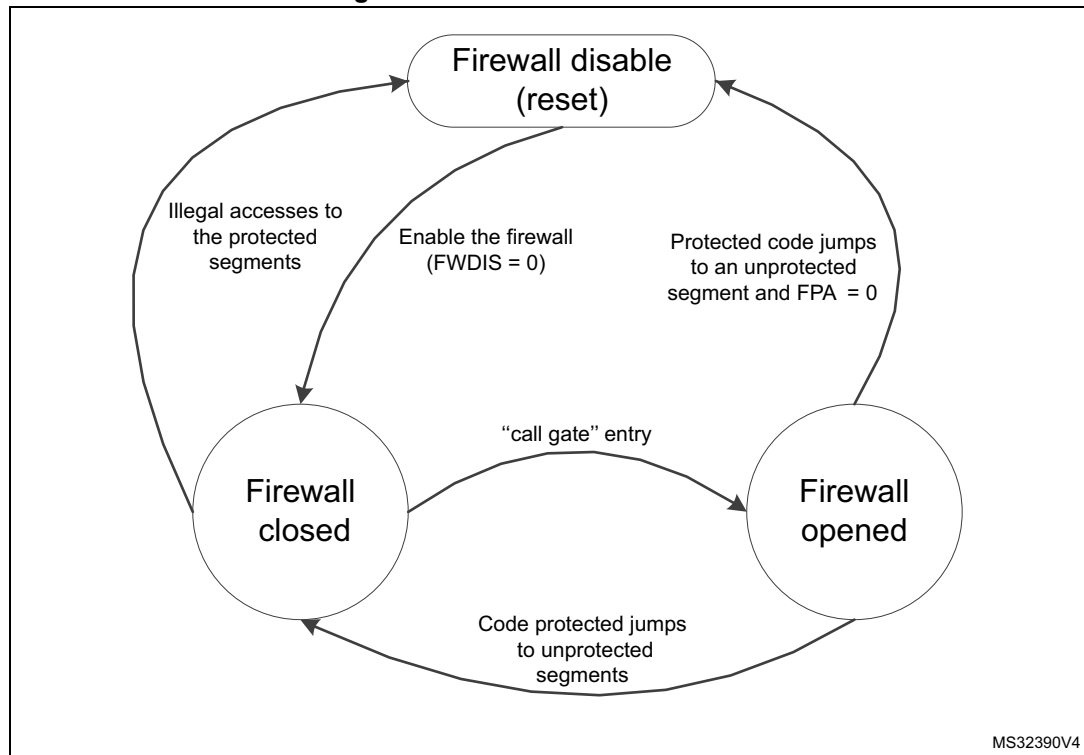 Firewall disable
(reset)
Illegal accesses to
the protected
segments
Enable the firewall
(FWDIS = 0)
Protected code jumps
to an unprotected
segment and FPA = 0
“call gate’’ entry
Firewall
closed
Firewall
opened
Code protected jumps
to unprotected
segments
MS32390V4